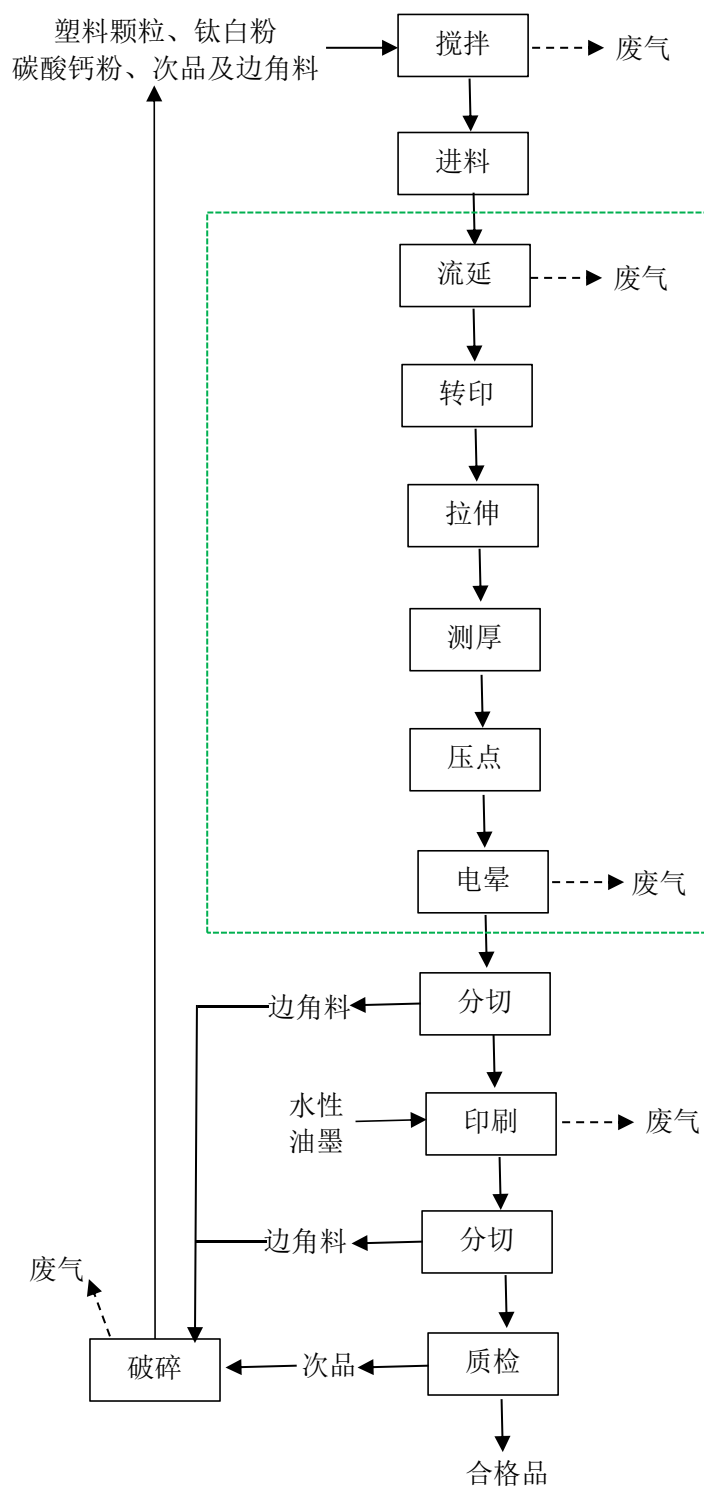 塑料颗粒、钛白粉
碳酸钙粉、次品及边角料
搅拌
废气
进料
流延
废气
转印
拉伸
测厚
压点
电晕
废气
分切
边角料
水性
油墨
印刷
废气
边角料
分切
废气
破碎
次品
质检
合格品